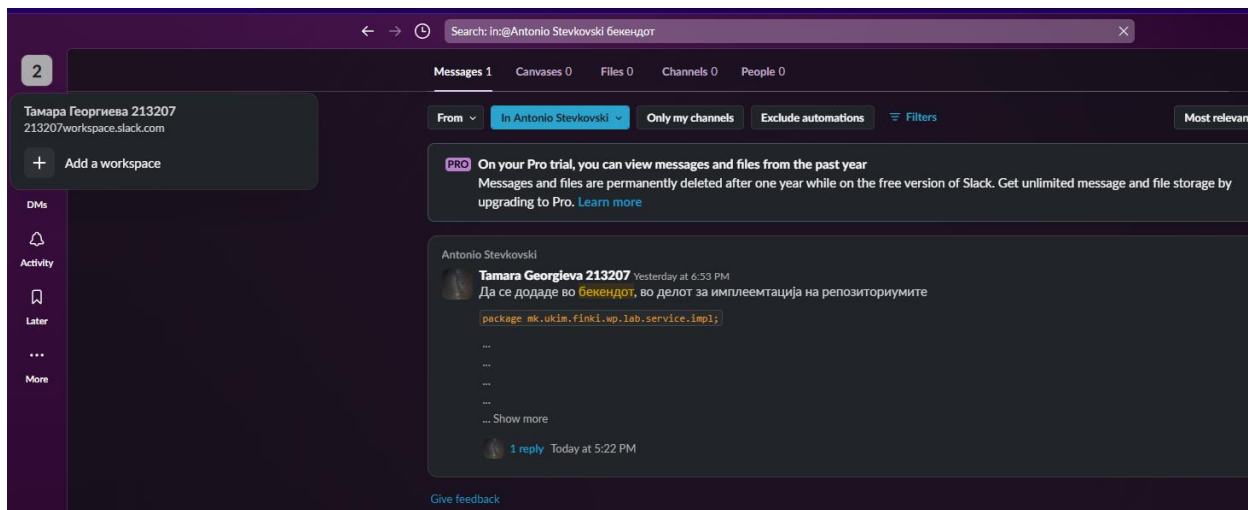 Search: in:@Antonio Stevkovski бекендот
2
Messages 1 Canvases 0 Files 0 Channels 0 People 0
Тамара Георгиева 213207
213207workspace.slack.com
+ Add a workspace
DMs
Activity
Later
More
From In Antonio Stevkovski Only my channels Exclude automations Filters Most relevan
PRO On your Pro trial, you can view messages and files from the past year
Messages and files are permanently deleted after one year while on the free version of Slack. Get unlimited message and file storage by
upgrading to Pro. Learn more
Antonio Stevkovski
Tamara Georgieva 213207 Yesterday at 6:53 PM
Да се додаде во бекендот, во делот за имплеемтација на репозиториумите
package mk.ukim.finki.wp.lab.service.impl;
...
...
...
...
... Show more
1 reply Today at 5:22 PM
Give feedback